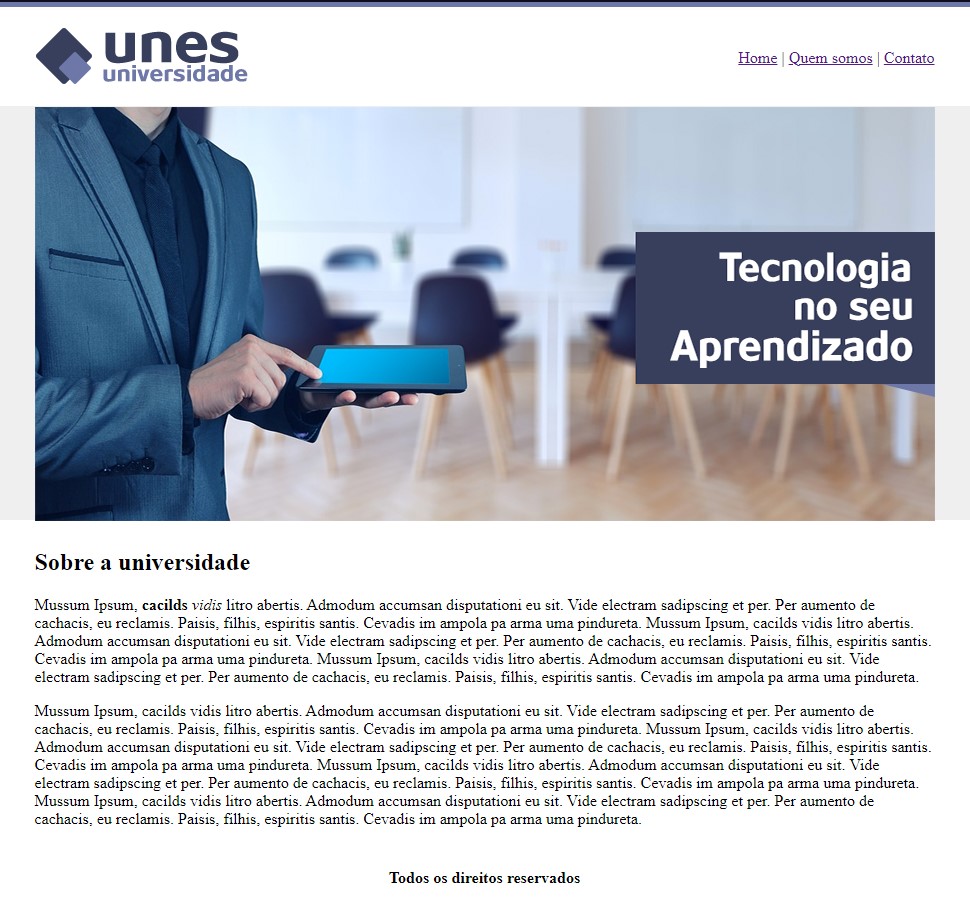 unes
universidade
Home | Quem somos | Contato
Tecnologia
no seu
Aprendizado
Sobre a universidade
Mussum Ipsum, cacilds vidis litro abertis. Admodum accumsan disputationi eu sit. Vide electram sadipscing et per. Per aumento de
cachacis, eu reclamis. Paisis, filhis, espiritis santis. Cevadis im ampola pa arma uma pindureta. Mussum Ipsum, cacilds vidis litro abertis.
Admodum accumsan disputationi eu sit. Vide electram sadipscing et per. Per aumento de cachacis, eu reclamis. Paisis, filhis, espiritis santis.
Cevadis im ampola pa arma uma pindureta. Mussum Ipsum, cacilds vidis litro abertis. Admodum accumsan disputationi eu sit. Vide
electram sadipscing et per. Per aumento de cachacis, eu reclamis. Paisis, filhis, espiritis santis. Cevadis im ampola pa arma uma pindureta.
Mussum Ipsum, cacilds vidis litro abertis. Admodum accumsan disputationi eu sit. Vide electram sadipscing et per. Per aumento de
cachacis, eu reclamis. Paisis, filhis, espiritis santis. Cevadis im ampola pa arma uma pindureta. Mussum Ipsum, cacilds vidis litro abertis.
Admodum accumsan disputationi eu sit. Vide electram sadipscing et per. Per aumento de cachacis, eu reclamis. Paisis, filhis, espiritis santis.
Cevadis im ampola pa arma uma pindureta. Mussum Ipsum, cacilds vidis litro abertis. Admodum accumsan disputationi eu sit. Vide
electram sadipscing et per. Per aumento de cachacis, eu reclamis. Paisis, filhis, espiritis santis. Cevadis im ampola pa arma uma pindureta.
Mussum Ipsum, cacilds vidis litro abertis. Admodum accumsan disputationi eu sit. Vide electram sadipscing et per. Per aumento de
cachacis, eu reclamis. Paisis, filhis, espiritis santis. Cevadis im ampola pa arma uma pindureta.
Todos os direitos reservados